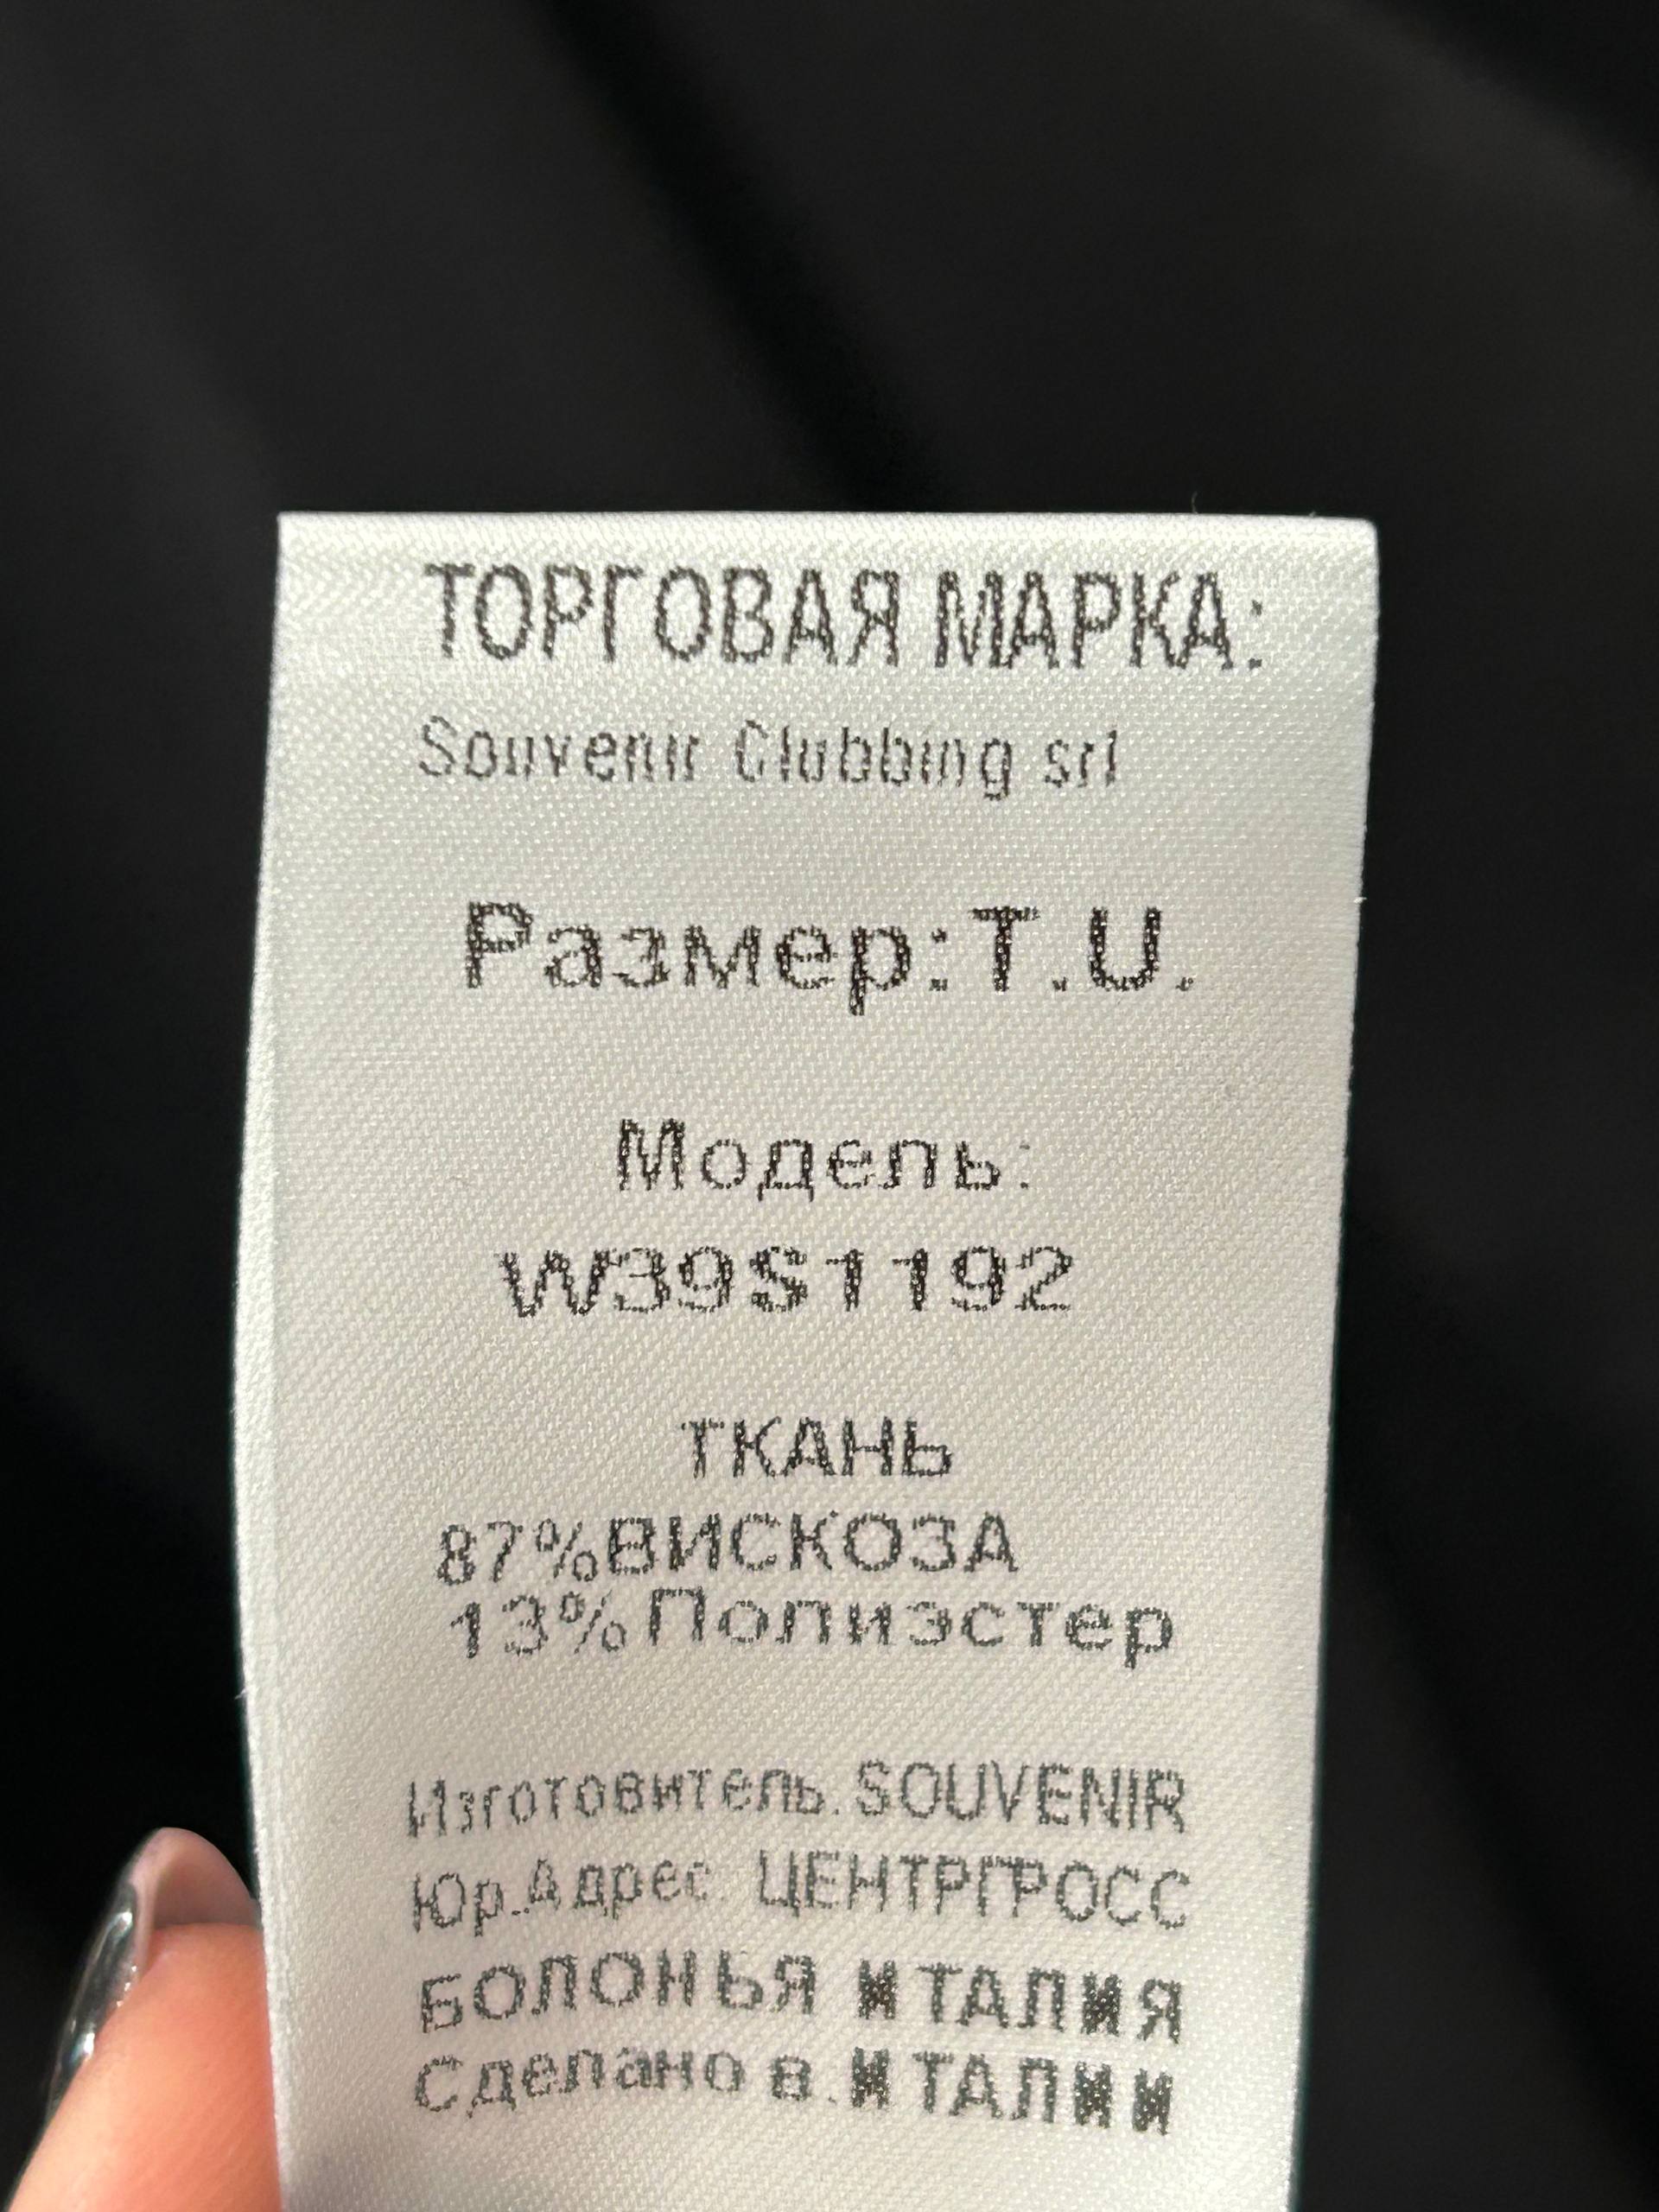 ТОРГОВАЯ МАРКА:
Souvenir Clubbing srl
Размер:T.U.
Модель:
W39S1192
ТКАНЬ
87%ВИСКОЗА
13%Полиэстер
Изготовитель:SOUVENIR
Юр.Адрес: ЦЕНТРГРОСС
БОЛОНЬЯ ИТАЛИЯ
Сделано в.ИТАЛИИ